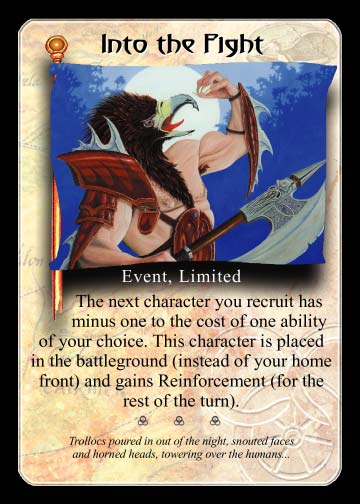 Into the Fight
Event, Limited
The next character you recruit has
minus one to the cost of one ability
of your choice. This character is placed
in the battleground (instead of your home
front) and gains Reinforcement (for the
rest of the turn).
Trollocs poured in out of the night, snouted faces
and horned heads, towering over the humans...